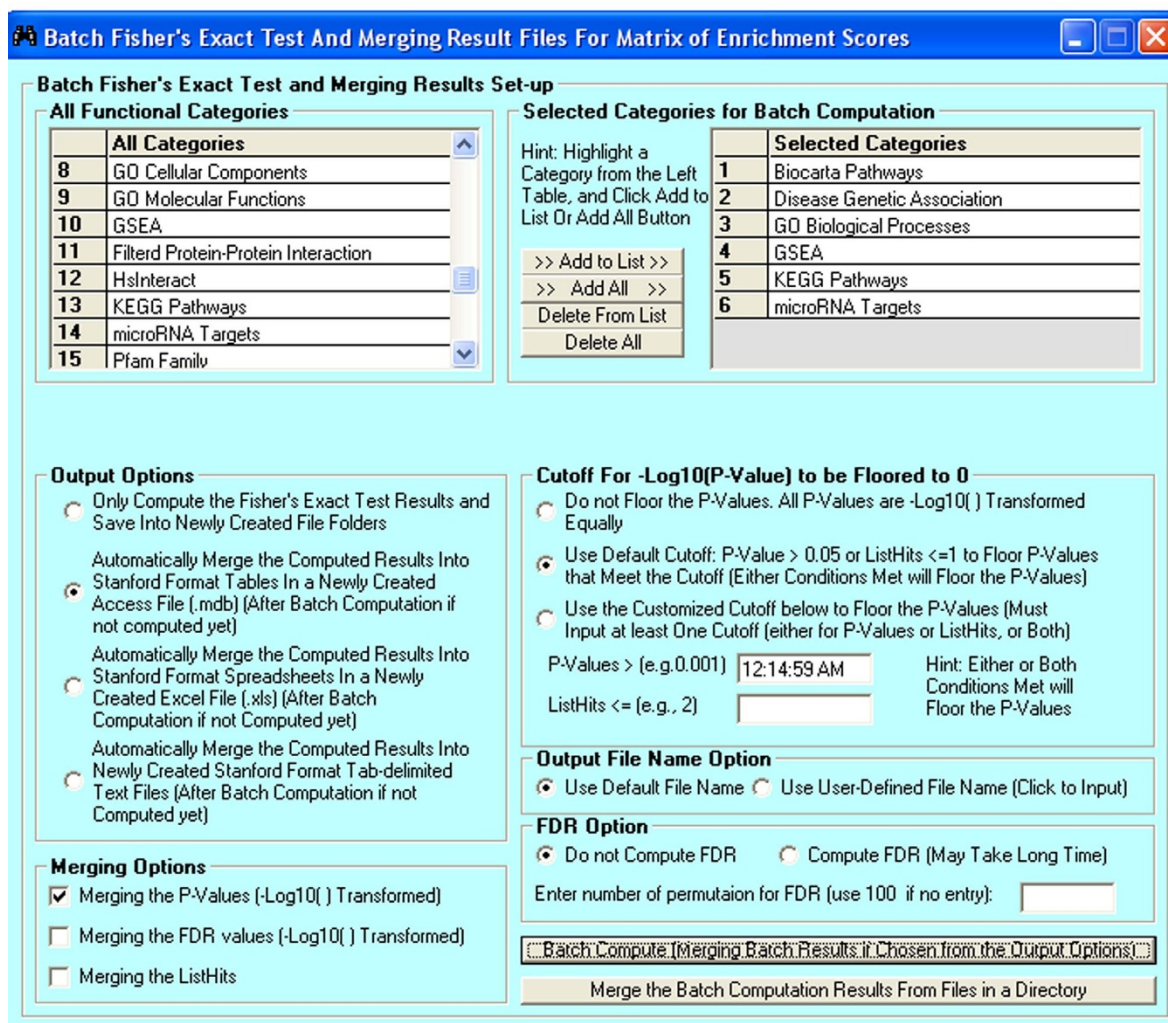 Batch Fisher's Exact Test And Merging Result Files For Matrix of Enrichment Scores
Batch Fisher's Exact Test and Merging Results Set-up
All Functional Categories
All Categories
8 GO Cellular Components
9 GO Molecular Functions
10 GSEA
11 Filterd Protein-Protein Interaction
12 HsInteract
13 KEGG Pathways
14 microRNA Targets
15 Pfam Family
Selected Categories for Batch Computation
Hint: Highlight a
Category from the Left
Table, and Click Add to
List Or Add All Button
>> Add to List >>
>> Add All >>
Delete From List
Delete All
Selected Categories
1 Biocarta Pathways
2 Disease Genetic Association
3 GO Biological Processes
4 GSEA
5 KEGG Pathways
6 microRNA Targets
Output Options
Only Compute the Fisher's Exact Test Results and
Save Into Newly Created File Folders
Automatically Merge the Computed Results Into
Stanford Format Tables In a Newly Created
Access File (.mdb) (After Batch Computation if
not computed yet)
Automatically Merge the Computed Results Into
Stanford Format Spreadsheets In a Newly
Created Excel File (.xls) (After Batch
Computation if not Computed yet)
Automatically Merge the Computed Results Into
Newly Created Stanford Format Tab-delimited
Text Files (After Batch Computation if not
Computed yet)
Merging Options
Merging the P-Values (-Log10( ) Transformed)
Merging the FDR values (-Log10( ) Transformed)
Merging the ListHits
Cutoff For -Log10(P-Value) to be Floored to 0
Do not Floor the P-Values. All P-Values are -Log10( ) Transformed
Equally
Use Default Cutoff: P-Value > 0.05 or ListHits <=1 to Floor P-Values
that Meet the Cutoff (Either Conditions Met will Floor the P-Values)
Use the Customized Cutoff below to Floor the P-Values (Must
Input at least One Cutoff (either for P-Values or ListHits, or Both)
P-Values > (e.g.0.001) 12:14:59 AM
ListHits <= (e.g., 2)
Hint: Either or Both
Conditions Met will
Floor the P-Values
Output File Name Option
Use Default File Name Use User-Defined File Name (Click to Input)
FDR Option
Do not Compute FDR Compute FDR (May Take Long Time)
Enter number of permutaion for FDR (use 100 if no entry):
Batch Compute (Merging Batch Results if Chosen from the Output Options)
Merge the Batch Computation Results From Files in a Directory